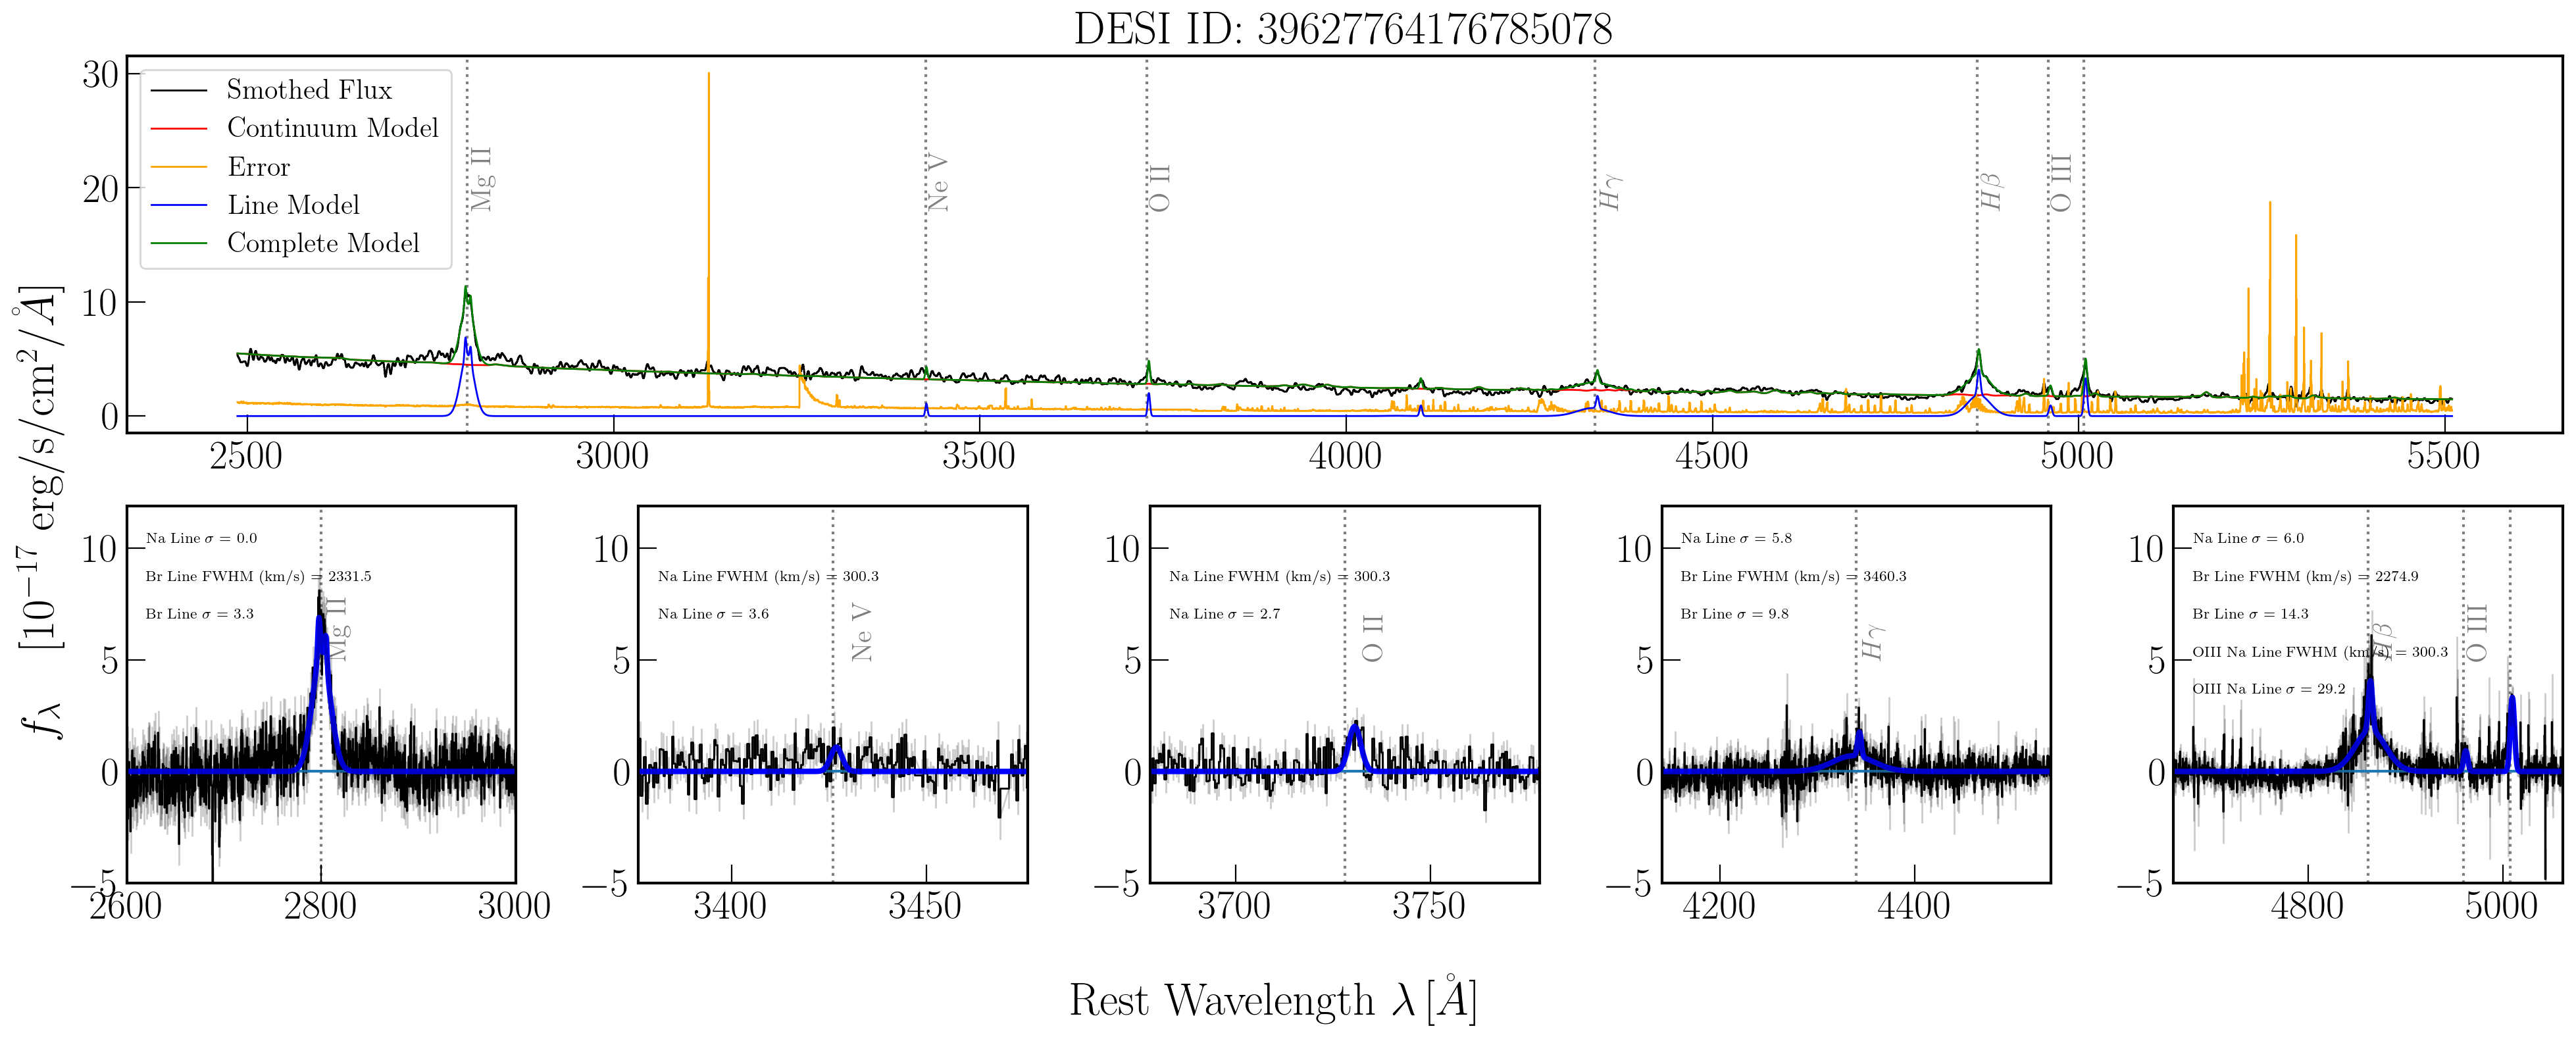 DESI ID: 39627764176785078
30
20
10
0
Smothed Flux
Continuum Model
Error
Line Model
Complete Model
Mg II
Ne V
O II
Hγ
Hβ
O III
2500 3000 3500 4000 4500 5000 5500
f_λ [10^{-17} erg/s/cm^2/Å]
10
5
0
−5
Na Line σ = 0.0
Br Line FWHM (km/s) = 2331.5
Br Line σ = 3.3
Mg II
2600 2800 3000
10
5
0
−5
Na Line FWHM (km/s) = 300.3
Na Line σ = 3.6
Ne V
3400 3450
10
5
0
−5
Na Line FWHM (km/s) = 300.3
Na Line σ = 2.7
O II
3700 3750
10
5
0
−5
Na Line σ = 5.8
Br Line FWHM (km/s) = 3460.3
Br Line σ = 9.8
Hγ
4200 4400
10
5
0
−5
Na Line σ = 6.0
Br Line FWHM (km/s) = 2274.9
Br Line σ = 14.3
OIII Na Line FWHM (km/s) = 300.3
OIII Na Line σ = 29.2
Hβ
O III
4800 5000
Rest Wavelength λ [Å]